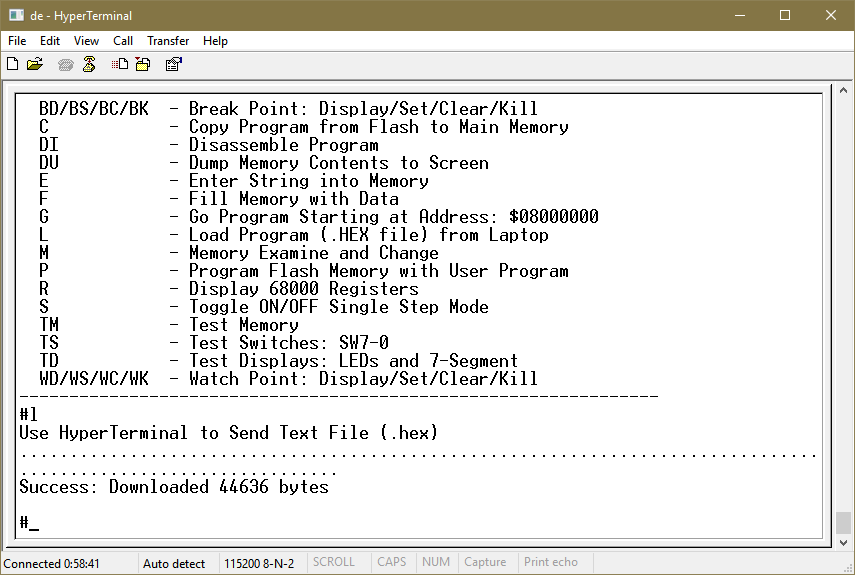 de - HyperTerminal
File Edit View Call Transfer Help
BD/BS/BC/BK - Break Point: Display/Set/Clear/Kill
C - Copy Program from Flash to Main Memory
DI - Disassemble Program
DU - Dump Memory Contents to Screen
E - Enter String into Memory
F - Fill Memory with Data
G - Go Program Starting at Address: $08000000
L - Load Program (.HEX file) from Laptop
M - Memory Examine and Change
P - Program Flash Memory with User Program
R - Display 68000 Registers
S - Toggle ON/OFF Single Step Mode
TM - Test Memory
TS - Test Switches: SW7-0
TD - Test Displays: LEDs and 7-Segment
WD/WS/WC/WK - Watch Point: Display/Set/Clear/Kill
----------------------------------------------------------------
#l
Use HyperTerminal to Send Text File (.hex)
................................................................................
................................
Success: Downloaded 44636 bytes
#_
Connected 0:58:41 Auto detect 115200 8-N-2 SCROLL CAPS NUM Capture Print echo